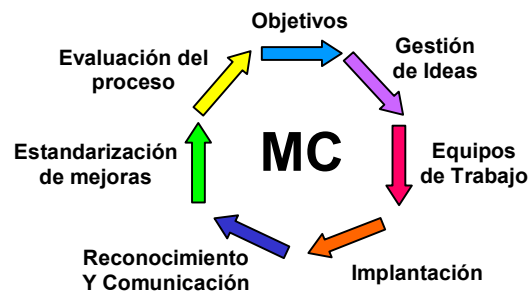 Objetivos
Gestión
de Ideas
Equipos
de Trabajo
Implantación
Reconocimiento
Y Comunicación
Estandarización
de mejoras
Evaluación del
proceso
MC